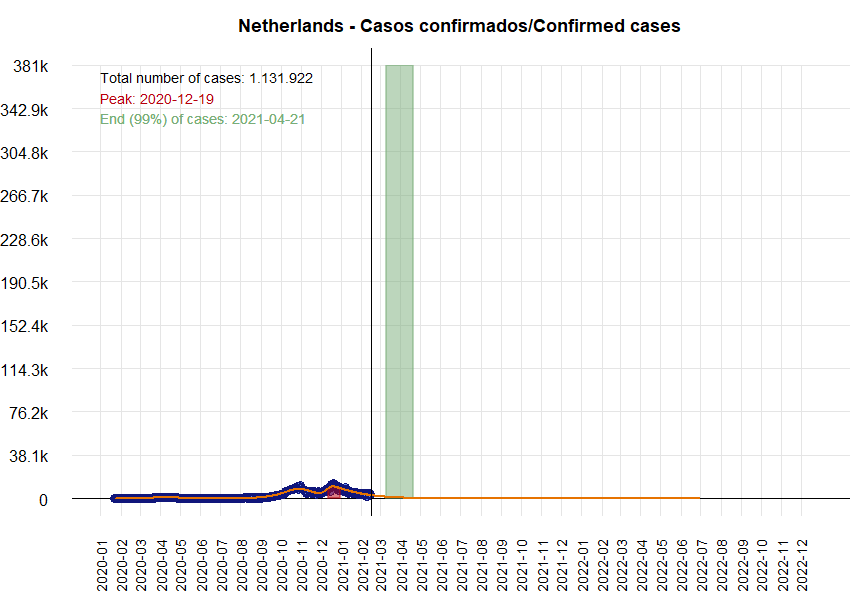 Netherlands - Casos confirmados/Confirmed cases
381k
342.9k
304.8k
266.7k
228.6k
190.5k
152.4k
114.3k
76.2k
38.1k
0
Total number of cases: 1.131.922
Peak: 2020-12-19
End (99%) of cases: 2021-04-21
2020-01
2020-02
2020-03
2020-04
2020-05
2020-06
2020-07
2020-08
2020-09
2020-10
2020-11
2020-12
2021-01
2021-02
2021-03
2021-04
2021-05
2021-06
2021-07
2021-08
2021-09
2021-10
2021-11
2021-12
2022-01
2022-02
2022-03
2022-04
2022-05
2022-06
2022-07
2022-08
2022-09
2022-10
2022-11
2022-12